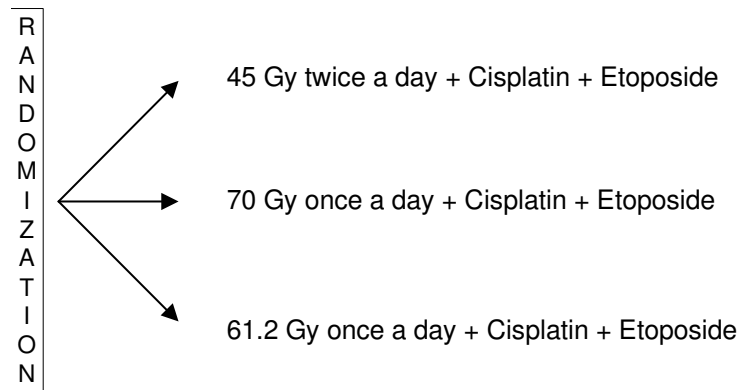 RANDOMIZATION
45 Gy twice a day + Cisplatin + Etoposide
70 Gy once a day + Cisplatin + Etoposide
61.2 Gy once a day + Cisplatin + Etoposide